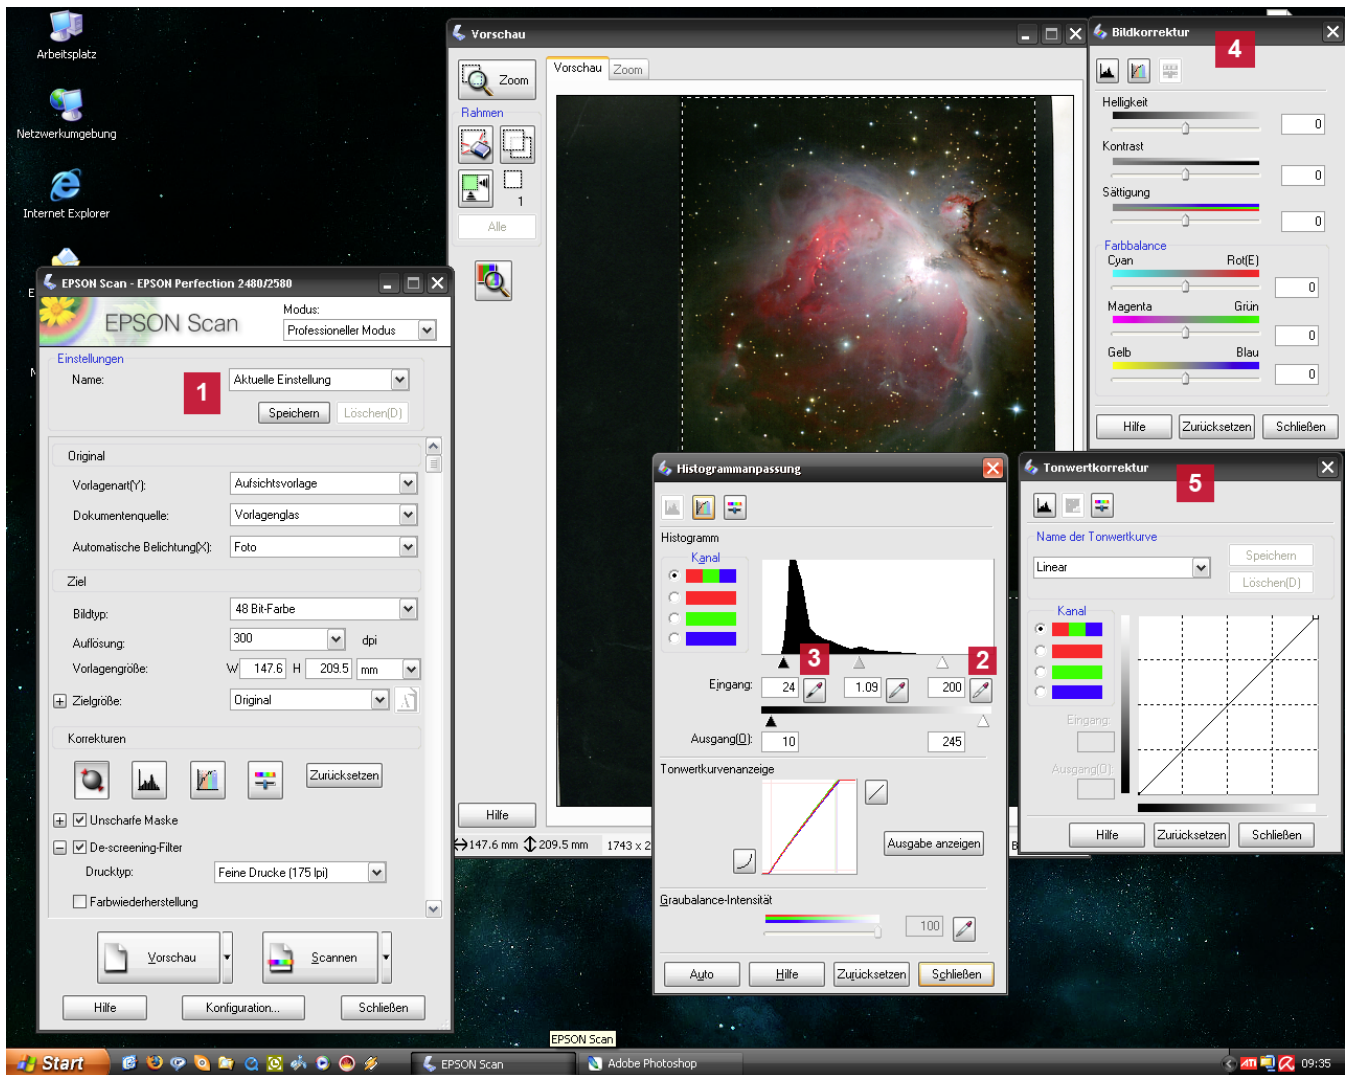 Arbeitsplatz
Netzwerkumgebung
Internet Explorer
Vorschau
Zoom
Rahmen
1
Alle
Hilfe
Vorschau
Zoom
147.6 mm
209.5 mm
1743 x 2
B
EPSON Scan - EPSON Perfection 2480/2580
EPSON Scan
Modus:
Professioneller Modus
Einstellungen
Name:
1
Aktuelle Einstellung
Speichern
Löschen(D)
Original
Vorlagenart(Y):
Aufsichtsvorlage
Dokumentenquelle:
Vorlagenglas
Automatische Belichtung(X):
Foto
Ziel
Bildtyp:
48 Bit-Farbe
Auflösung:
300
dpi
Vorlagengröße:
W 147.6 H 209.5 mm
Zielgröße:
Original
Korrekturen
Zurücksetzen
Unscharfe Maske
De-screening-Filter
Drucktyp:
Feine Drucke (175 lpi)
Farbwiederherstellung
Vorschau
Scannen
Hilfe
Konfiguration...
Schließen
Bildkorrektur
4
Helligkeit
0
Kontrast
0
Sättigung
0
Farbbalance
Cyan
Rot(E)
0
Magenta
Grün
0
Gelb
Blau
0
Hilfe
Zurücksetzen
Schließen
Histogrammanpassung
Histogramm
Kanal
3
2
Eingang:
24
1.09
200
Ausgang(O):
10
245
Tonwertkurvenanzeige
Ausgabe anzeigen
Graubalance-Intensität
100
Auto
Hilfe
Zurücksetzen
Schließen
Tonwertkorrektur
5
Name der Tonwertkurve
Linear
Speichern
Löschen(D)
Kanal
Eingang:
Ausgang(O):
Hilfe
Zurücksetzen
Schließen
EPSON Scan
Start
EPSON Scan
Adobe Photoshop
ATI
09:35